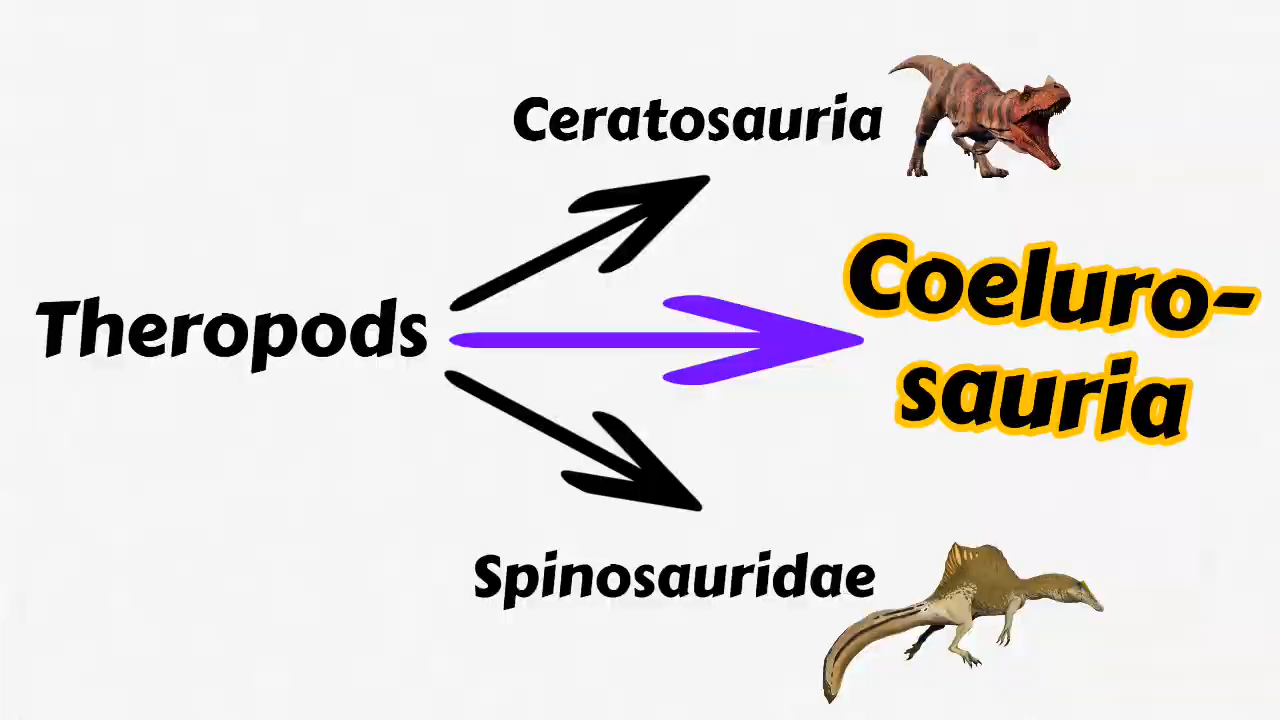 Ceratosauria
Theropods
Coeluro-
sauria
Spinosauridae